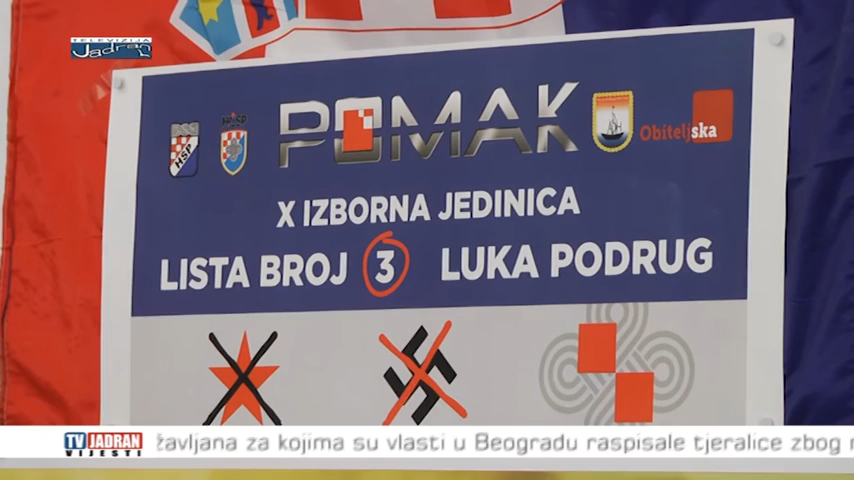 TELEVIZIJA
Jadran
POMAK
HSP
Obiteljska
X IZBORNA JEDINICA
LISTA BROJ 3 LUKA PODRUG
TV JADRAN
VIJESTI
žavljana za kojima su vlasti u Beogradu raspisale tjeralice zbog